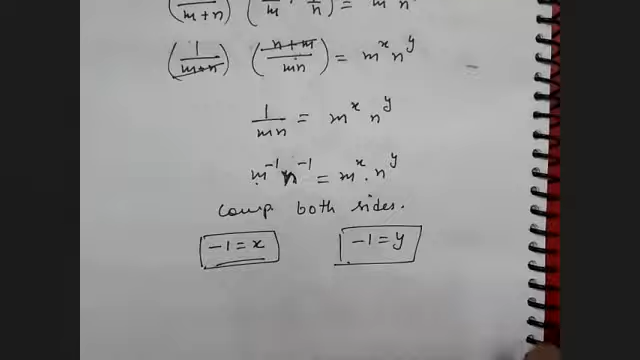 (1/m+n) (1/m + 1/n) = m^x n^y
(1/m+n) (n+m/mn) = m^x n^y
1/mn = m^x n^y
m^-1 n^-1 = m^x . n^y
comp both sides.
-1 = x -1 = y